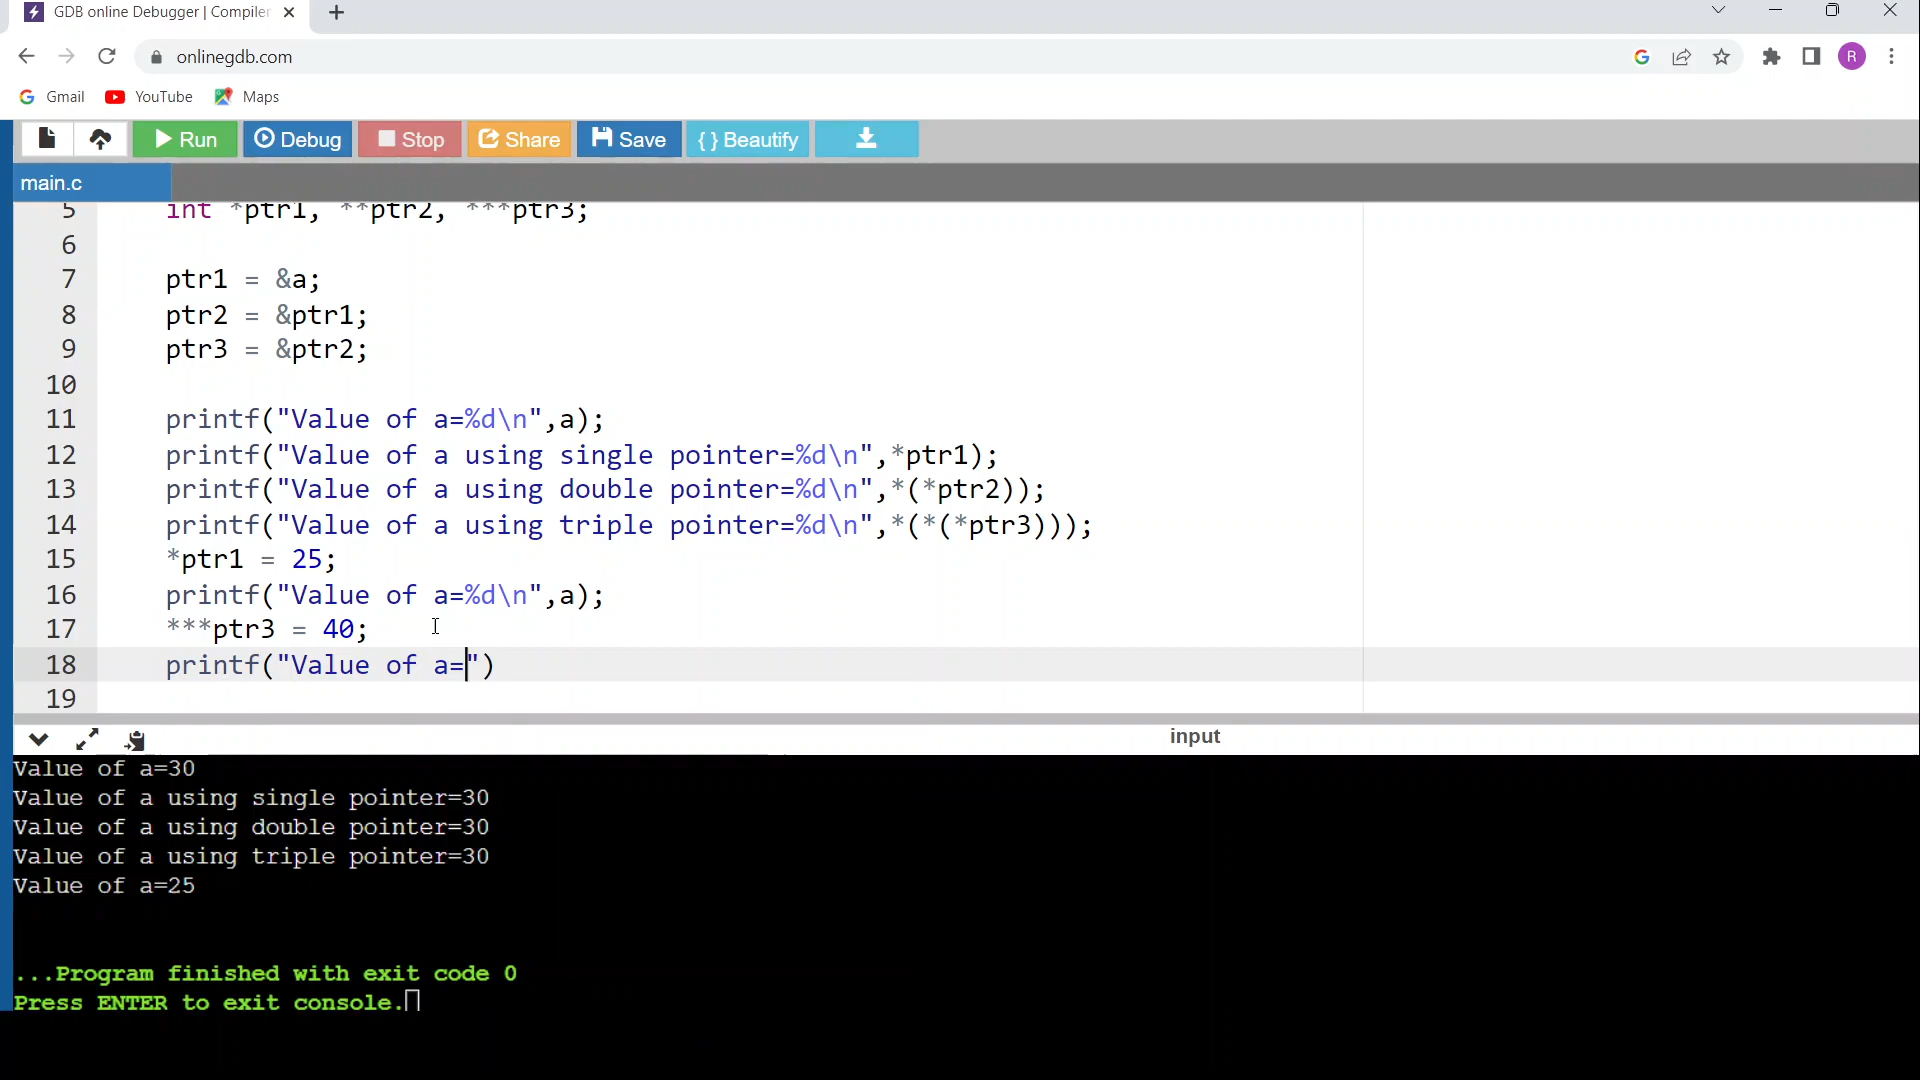 GDB online Debugger | Compiler
onlinegdb.com
R
Gmail YouTube Maps
Run Debug Stop Share Save { } Beautify
main.c
5 int *ptr1, **ptr2, ***ptr3;
6
7 ptr1 = &a;
8 ptr2 = &ptr1;
9 ptr3 = &ptr2;
10
11 printf("Value of a=%d\n",a);
12 printf("Value of a using single pointer=%d\n",*ptr1);
13 printf("Value of a using double pointer=%d\n",*(*ptr2));
14 printf("Value of a using triple pointer=%d\n",*(*(*ptr3)));
15 *ptr1 = 25;
16 printf("Value of a=%d\n",a);
17 ***ptr3 = 40;
18 printf("Value of a=")
19
input
Value of a=30
Value of a using single pointer=30
Value of a using double pointer=30
Value of a using triple pointer=30
Value of a=25
...Program finished with exit code 0
Press ENTER to exit console.